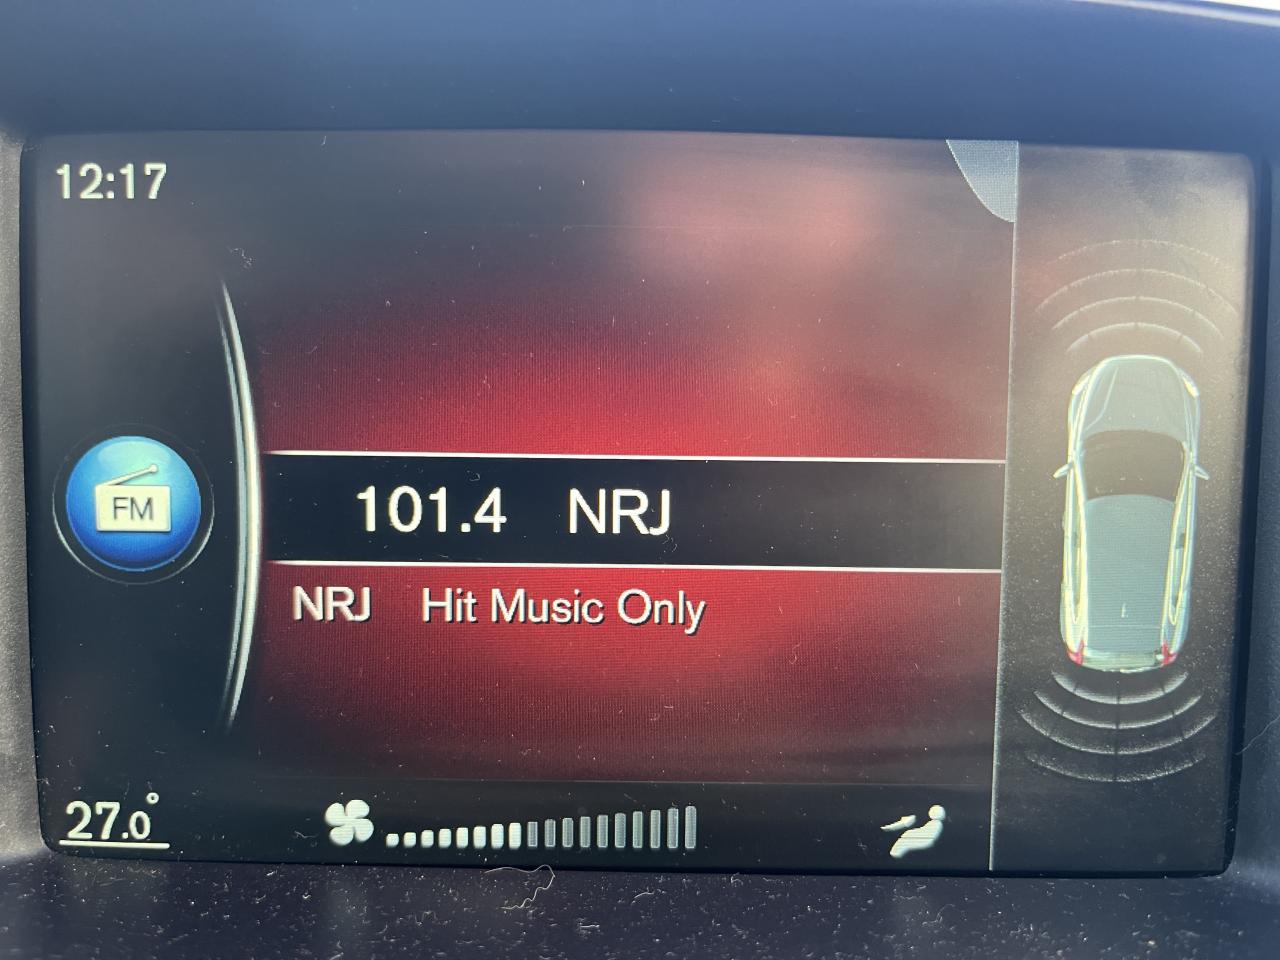 12:17
FM
101.4 NRJ
NRJ Hit Music Only
27.0°